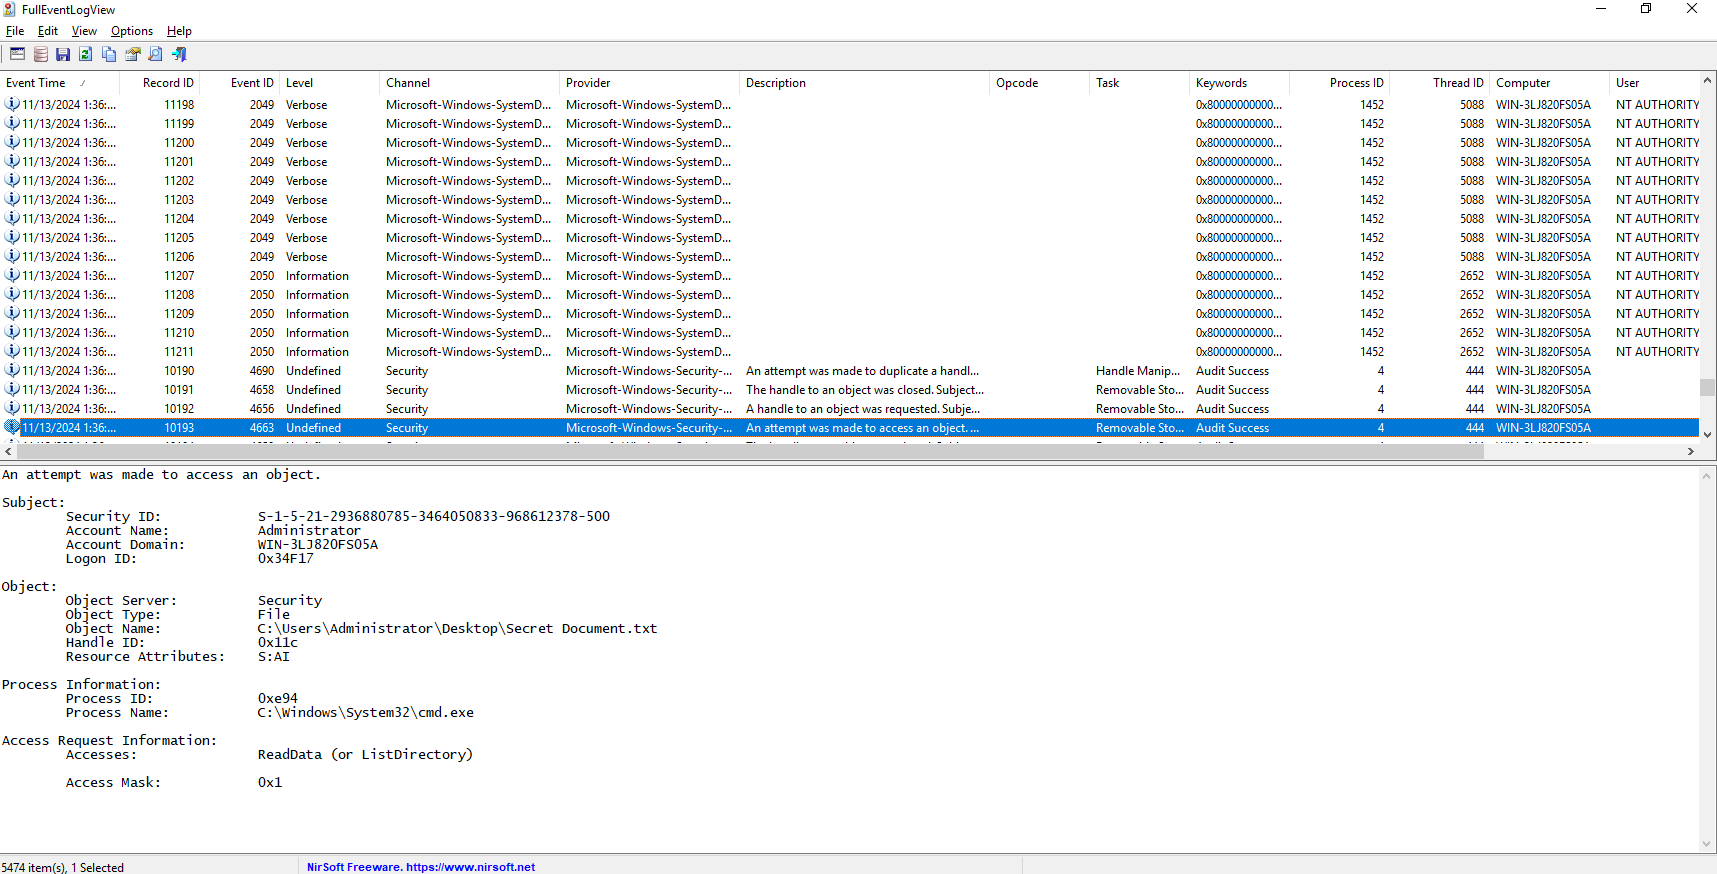 FullEventLogView
File Edit View Options Help
Event Time Record ID Event ID Level Channel Provider Description Opcode Task Keywords Process ID Thread ID Computer User
11/13/2024 1:36:... 11198 2049 Verbose Microsoft-Windows-SystemD... Microsoft-Windows-SystemD... 0x80000000000... 1452 5088 WIN-3LJ820FS05A NT AUTHORITY
11/13/2024 1:36:... 11199 2049 Verbose Microsoft-Windows-SystemD... Microsoft-Windows-SystemD... 0x80000000000... 1452 5088 WIN-3LJ820FS05A NT AUTHORITY
11/13/2024 1:36:... 11200 2049 Verbose Microsoft-Windows-SystemD... Microsoft-Windows-SystemD... 0x80000000000... 1452 5088 WIN-3LJ820FS05A NT AUTHORITY
11/13/2024 1:36:... 11201 2049 Verbose Microsoft-Windows-SystemD... Microsoft-Windows-SystemD... 0x80000000000... 1452 5088 WIN-3LJ820FS05A NT AUTHORITY
11/13/2024 1:36:... 11202 2049 Verbose Microsoft-Windows-SystemD... Microsoft-Windows-SystemD... 0x80000000000... 1452 5088 WIN-3LJ820FS05A NT AUTHORITY
11/13/2024 1:36:... 11203 2049 Verbose Microsoft-Windows-SystemD... Microsoft-Windows-SystemD... 0x80000000000... 1452 5088 WIN-3LJ820FS05A NT AUTHORITY
11/13/2024 1:36:... 11204 2049 Verbose Microsoft-Windows-SystemD... Microsoft-Windows-SystemD... 0x80000000000... 1452 5088 WIN-3LJ820FS05A NT AUTHORITY
11/13/2024 1:36:... 11205 2049 Verbose Microsoft-Windows-SystemD... Microsoft-Windows-SystemD... 0x80000000000... 1452 5088 WIN-3LJ820FS05A NT AUTHORITY
11/13/2024 1:36:... 11206 2049 Verbose Microsoft-Windows-SystemD... Microsoft-Windows-SystemD... 0x80000000000... 1452 5088 WIN-3LJ820FS05A NT AUTHORITY
11/13/2024 1:36:... 11207 2050 Information Microsoft-Windows-SystemD... Microsoft-Windows-SystemD... 0x80000000000... 1452 2652 WIN-3LJ820FS05A NT AUTHORITY
11/13/2024 1:36:... 11208 2050 Information Microsoft-Windows-SystemD... Microsoft-Windows-SystemD... 0x80000000000... 1452 2652 WIN-3LJ820FS05A NT AUTHORITY
11/13/2024 1:36:... 11209 2050 Information Microsoft-Windows-SystemD... Microsoft-Windows-SystemD... 0x80000000000... 1452 2652 WIN-3LJ820FS05A NT AUTHORITY
11/13/2024 1:36:... 11210 2050 Information Microsoft-Windows-SystemD... Microsoft-Windows-SystemD... 0x80000000000... 1452 2652 WIN-3LJ820FS05A NT AUTHORITY
11/13/2024 1:36:... 11211 2050 Information Microsoft-Windows-SystemD... Microsoft-Windows-SystemD... 0x80000000000... 1452 2652 WIN-3LJ820FS05A NT AUTHORITY
11/13/2024 1:36:... 10190 4690 Undefined Security Microsoft-Windows-Security-... An attempt was made to duplicate a handl... Handle Manip... Audit Success 4 444 WIN-3LJ820FS05A
11/13/2024 1:36:... 10191 4658 Undefined Security Microsoft-Windows-Security-... The handle to an object was closed. Subject... Removable Sto... Audit Success 4 444 WIN-3LJ820FS05A
11/13/2024 1:36:... 10192 4656 Undefined Security Microsoft-Windows-Security-... A handle to an object was requested. Subje... Removable Sto... Audit Success 4 444 WIN-3LJ820FS05A
11/13/2024 1:36:... 10193 4663 Undefined Security Microsoft-Windows-Security-... An attempt was made to access an object. ... Removable Sto... Audit Success 4 444 WIN-3LJ820FS05A
An attempt was made to access an object.
Subject:
Security ID: S-1-5-21-2936880785-3464050833-968612378-500
Account Name: Administrator
Account Domain: WIN-3LJ820FS05A
Logon ID: 0x34F17
Object:
Object Server: Security
Object Type: File
Object Name: C:\Users\Administrator\Desktop\Secret Document.txt
Handle ID: 0x11c
Resource Attributes: S:AI
Process Information:
Process ID: 0xe94
Process Name: C:\Windows\System32\cmd.exe
Access Request Information:
Accesses: ReadData (or ListDirectory)
Access Mask: 0x1
5474 item(s), 1 Selected NirSoft Freeware. https://www.nirsoft.net